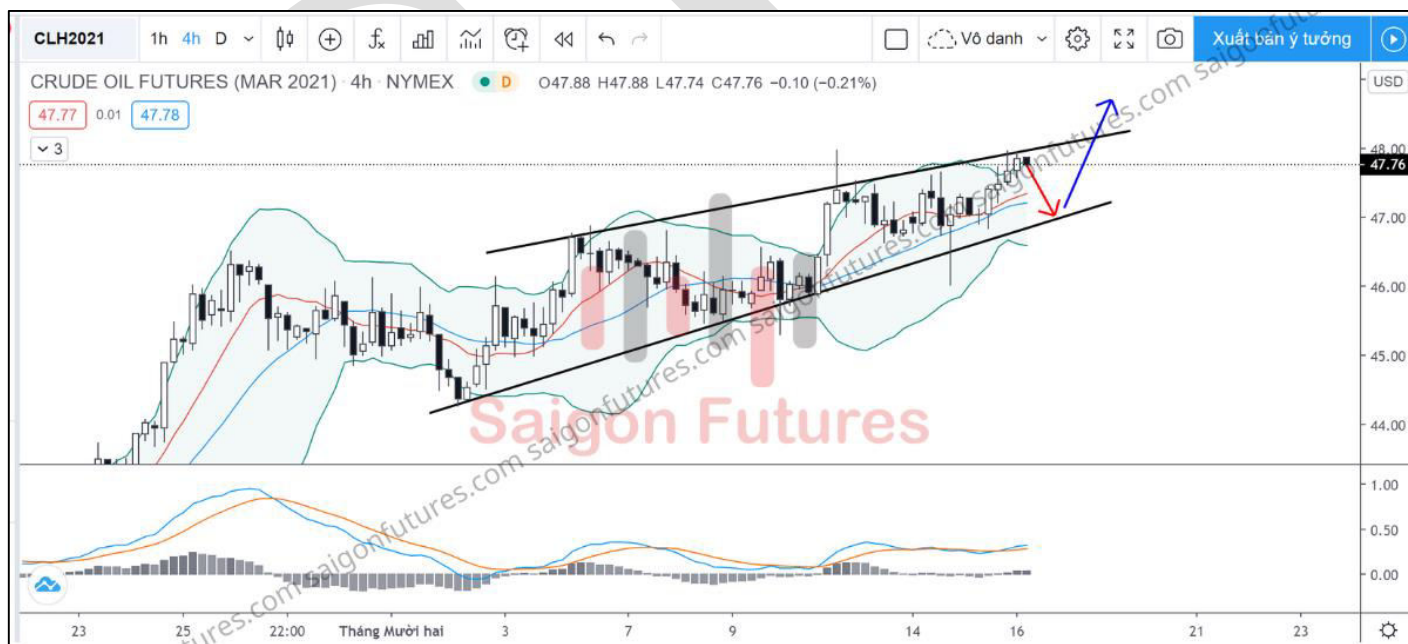 CLH2021 1h 4h D Vô danh Xuất bản ý tưởng
CRUDE OIL FUTURES (MAR 2021) · 4h · NYMEX D O47.88 H47.88 L47.74 C47.76 −0.10 (−0.21%) USD
47.77 0.01 47.78
3
48.00
47.76
47.00
46.00
45.00
44.00
Saigon Futures
saigonfutures.com saigonfutures.com saigonfutures.com saigonfutures.com
1.00
0.50
0.00
23 25 22:00 Tháng Mười hai 3 7 9 14 16 21 23